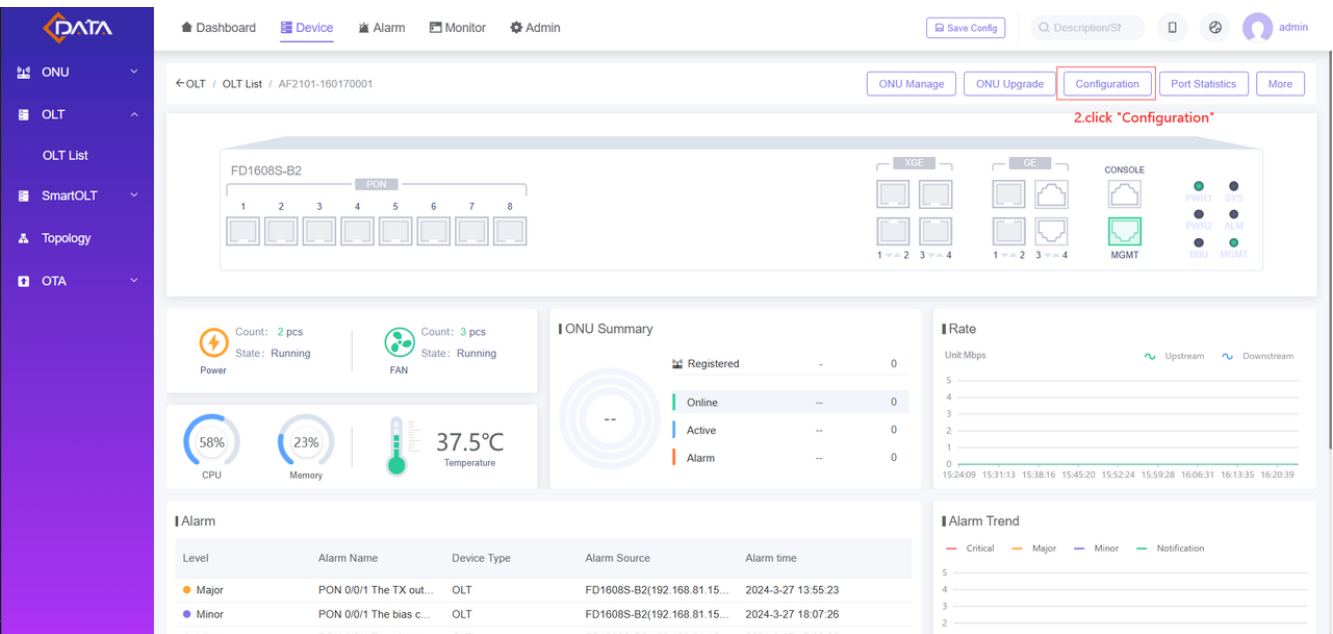 DATA
Dashboard Device Alarm Monitor Admin Save Config Description/SN admin
ONU
OLT
OLT List
SmartOLT
Topology
OTA
OLT / OLT List / AF2101-160170001 ONU Manage ONU Upgrade Configuration Port Statistics More
2.click "Configuration"
FD1608S-B2
PON
1 2 3 4 5 6 7 8
XGE GE CONSOLE
PWR1 SYS
PWR2 ALM
BBU MGMT
1 2 3 4 1 2 3 4 MGMT
Count: 2 pcs
State: Running
Power
Count: 3 pcs
State: Running
FAN
58%
CPU
23%
Memory
37.5℃
Temperature
ONU Summary
--
Registered - 0
Online -- 0
Active -- 0
Alarm -- 0
Rate
Unit:Mbps Upstream Downstream
5
4
3
2
1
0
15:24:09 15:31:13 15:38:16 15:45:20 15:52:24 15:59:28 16:06:31 16:13:35 16:20:39
Alarm
Level Alarm Name Device Type Alarm Source Alarm time
Major PON 0/0/1 The TX out... OLT FD1608S-B2(192.168.81.15... 2024-3-27 13:55:23
Minor PON 0/0/1 The bias c... OLT FD1608S-B2(192.168.81.15... 2024-3-27 18:07:26
Alarm Trend
Critical Major Minor Notification
5
4
3
2